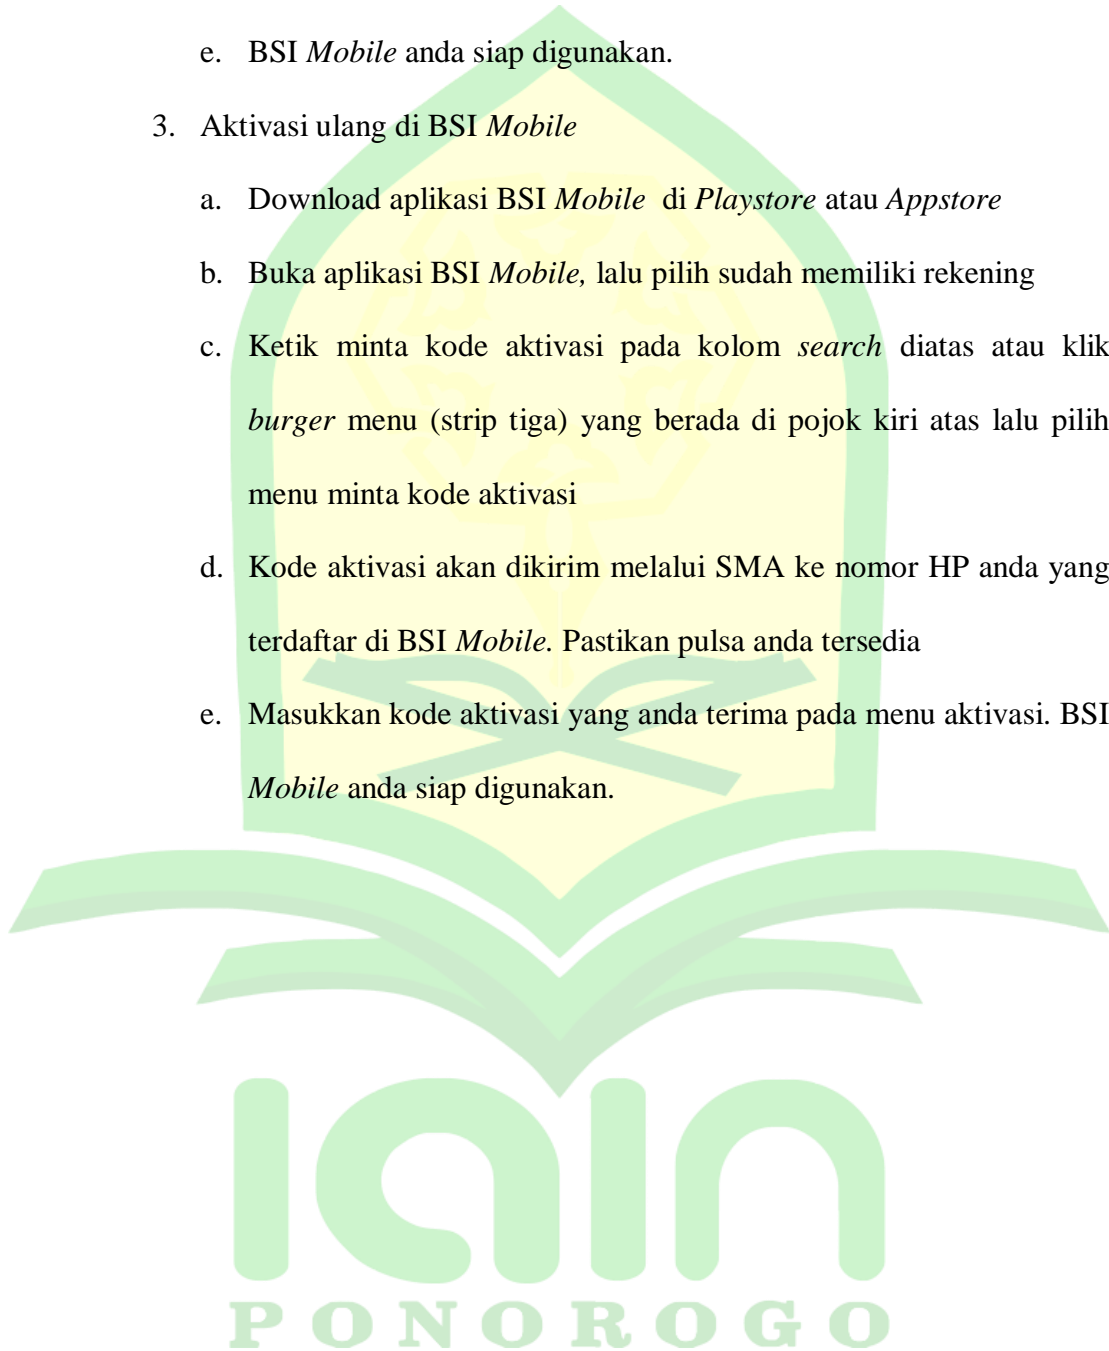 e. BSI Mobile anda siap digunakan.
3. Aktivasi ulang di BSI Mobile
a. Download aplikasi BSI Mobile di Playstore atau Appstore
b. Buka aplikasi BSI Mobile, lalu pilih sudah memiliki rekening
c. Ketik minta kode aktivasi pada kolom search diatas atau klik
burger menu (strip tiga) yang berada di pojok kiri atas lalu pilih
menu minta kode aktivasi
d. Kode aktivasi akan dikirim melalui SMA ke nomor HP anda yang
terdaftar di BSI Mobile. Pastikan pulsa anda tersedia
e. Masukkan kode aktivasi yang anda terima pada menu aktivasi. BSI
Mobile anda siap digunakan.
iain
PONOROGO